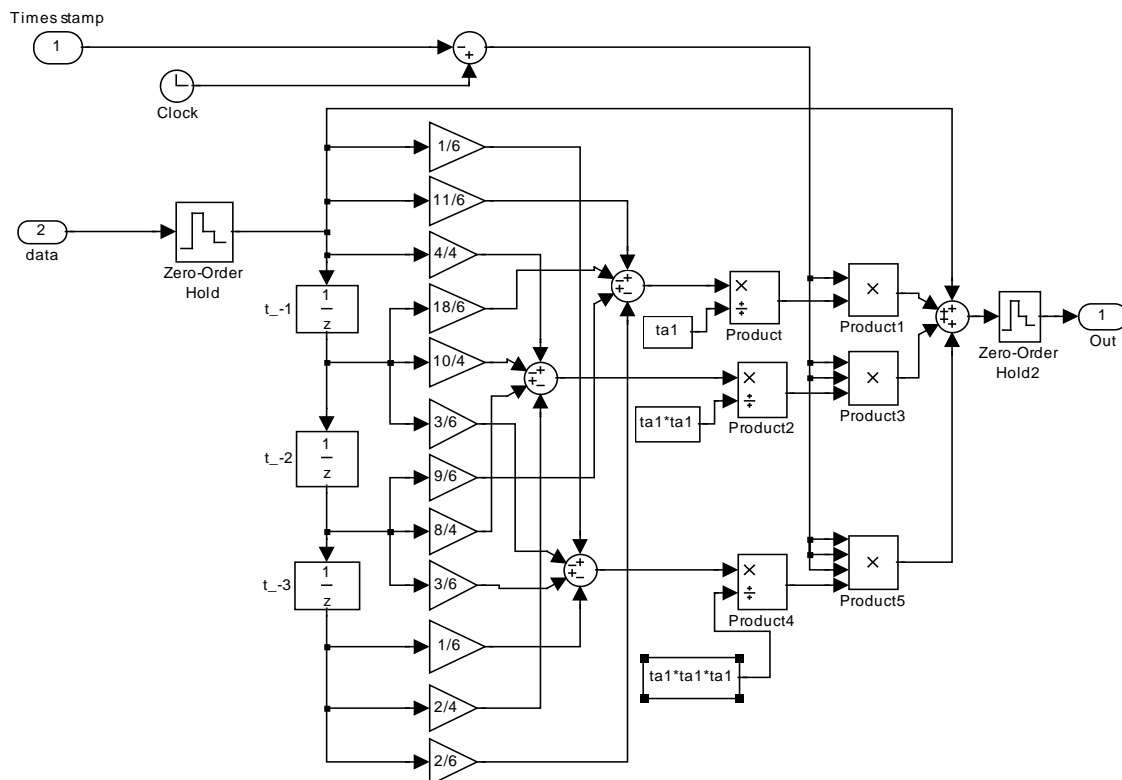 Times stamp
1
−
+
Clock
1/6
11/6
2
data
Zero-Order
Hold
4/4
t_-1
1
z
18/6
10/4
3/6
t_-2
1
z
9/6
8/4
3/6
t_-3
1
z
1/6
2/4
2/6
−+
+−
−+
+−
−+
+−
×
÷
ta1
Product
×
÷
ta1*ta1
Product2
×
÷
Product4
ta1*ta1*ta1
×
Product1
×
Product3
×
Product5
++
++
Zero-Order
Hold2
1
Out